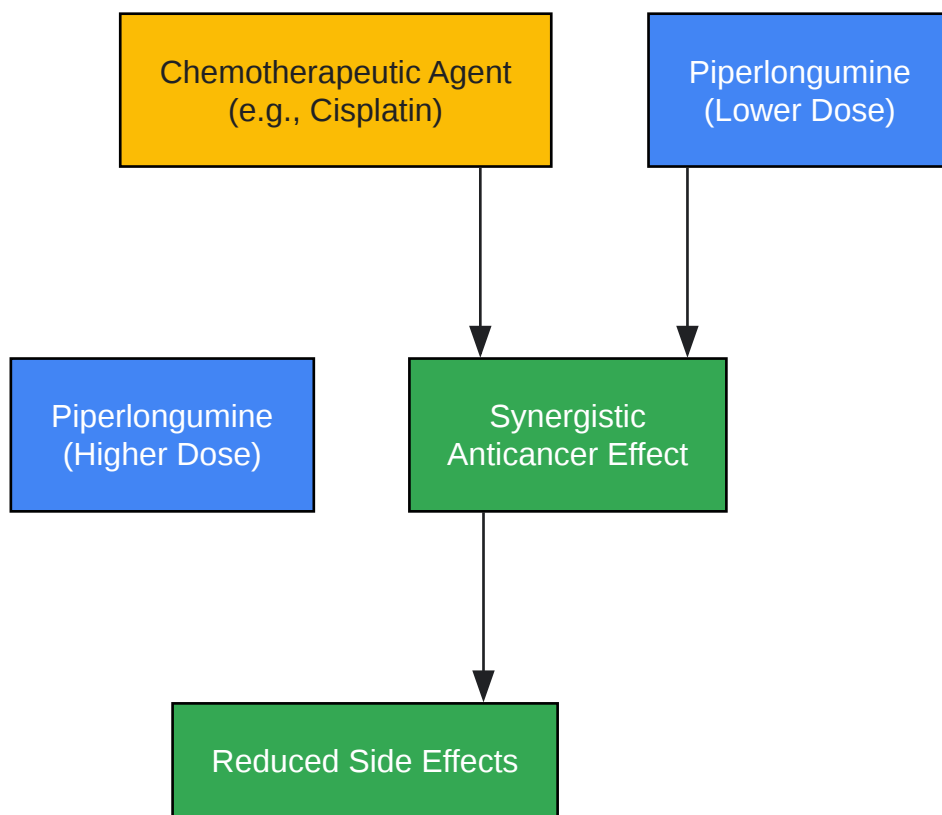 Chemotherapeutic Agent
(e.g., Cisplatin)
Piperlongumine
(Lower Dose)
Piperlongumine
(Higher Dose)
Synergistic
Anticancer Effect
Reduced Side Effects